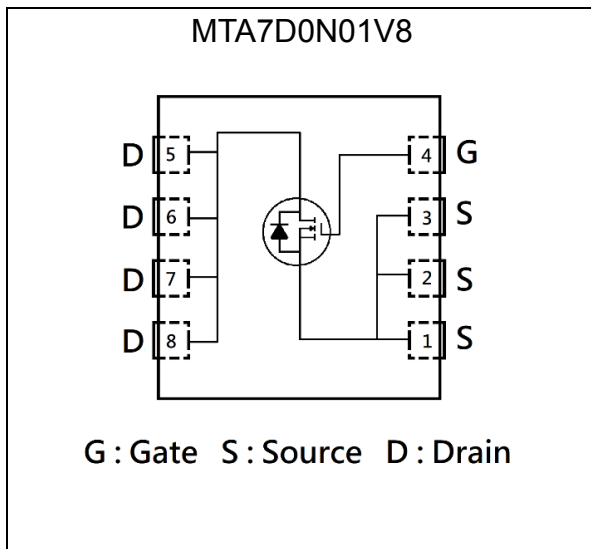 MTA7D0N01V8
D 5 4 G
D 6 3 S
D 7 2 S
D 8 1 S
G : Gate S : Source D : Drain